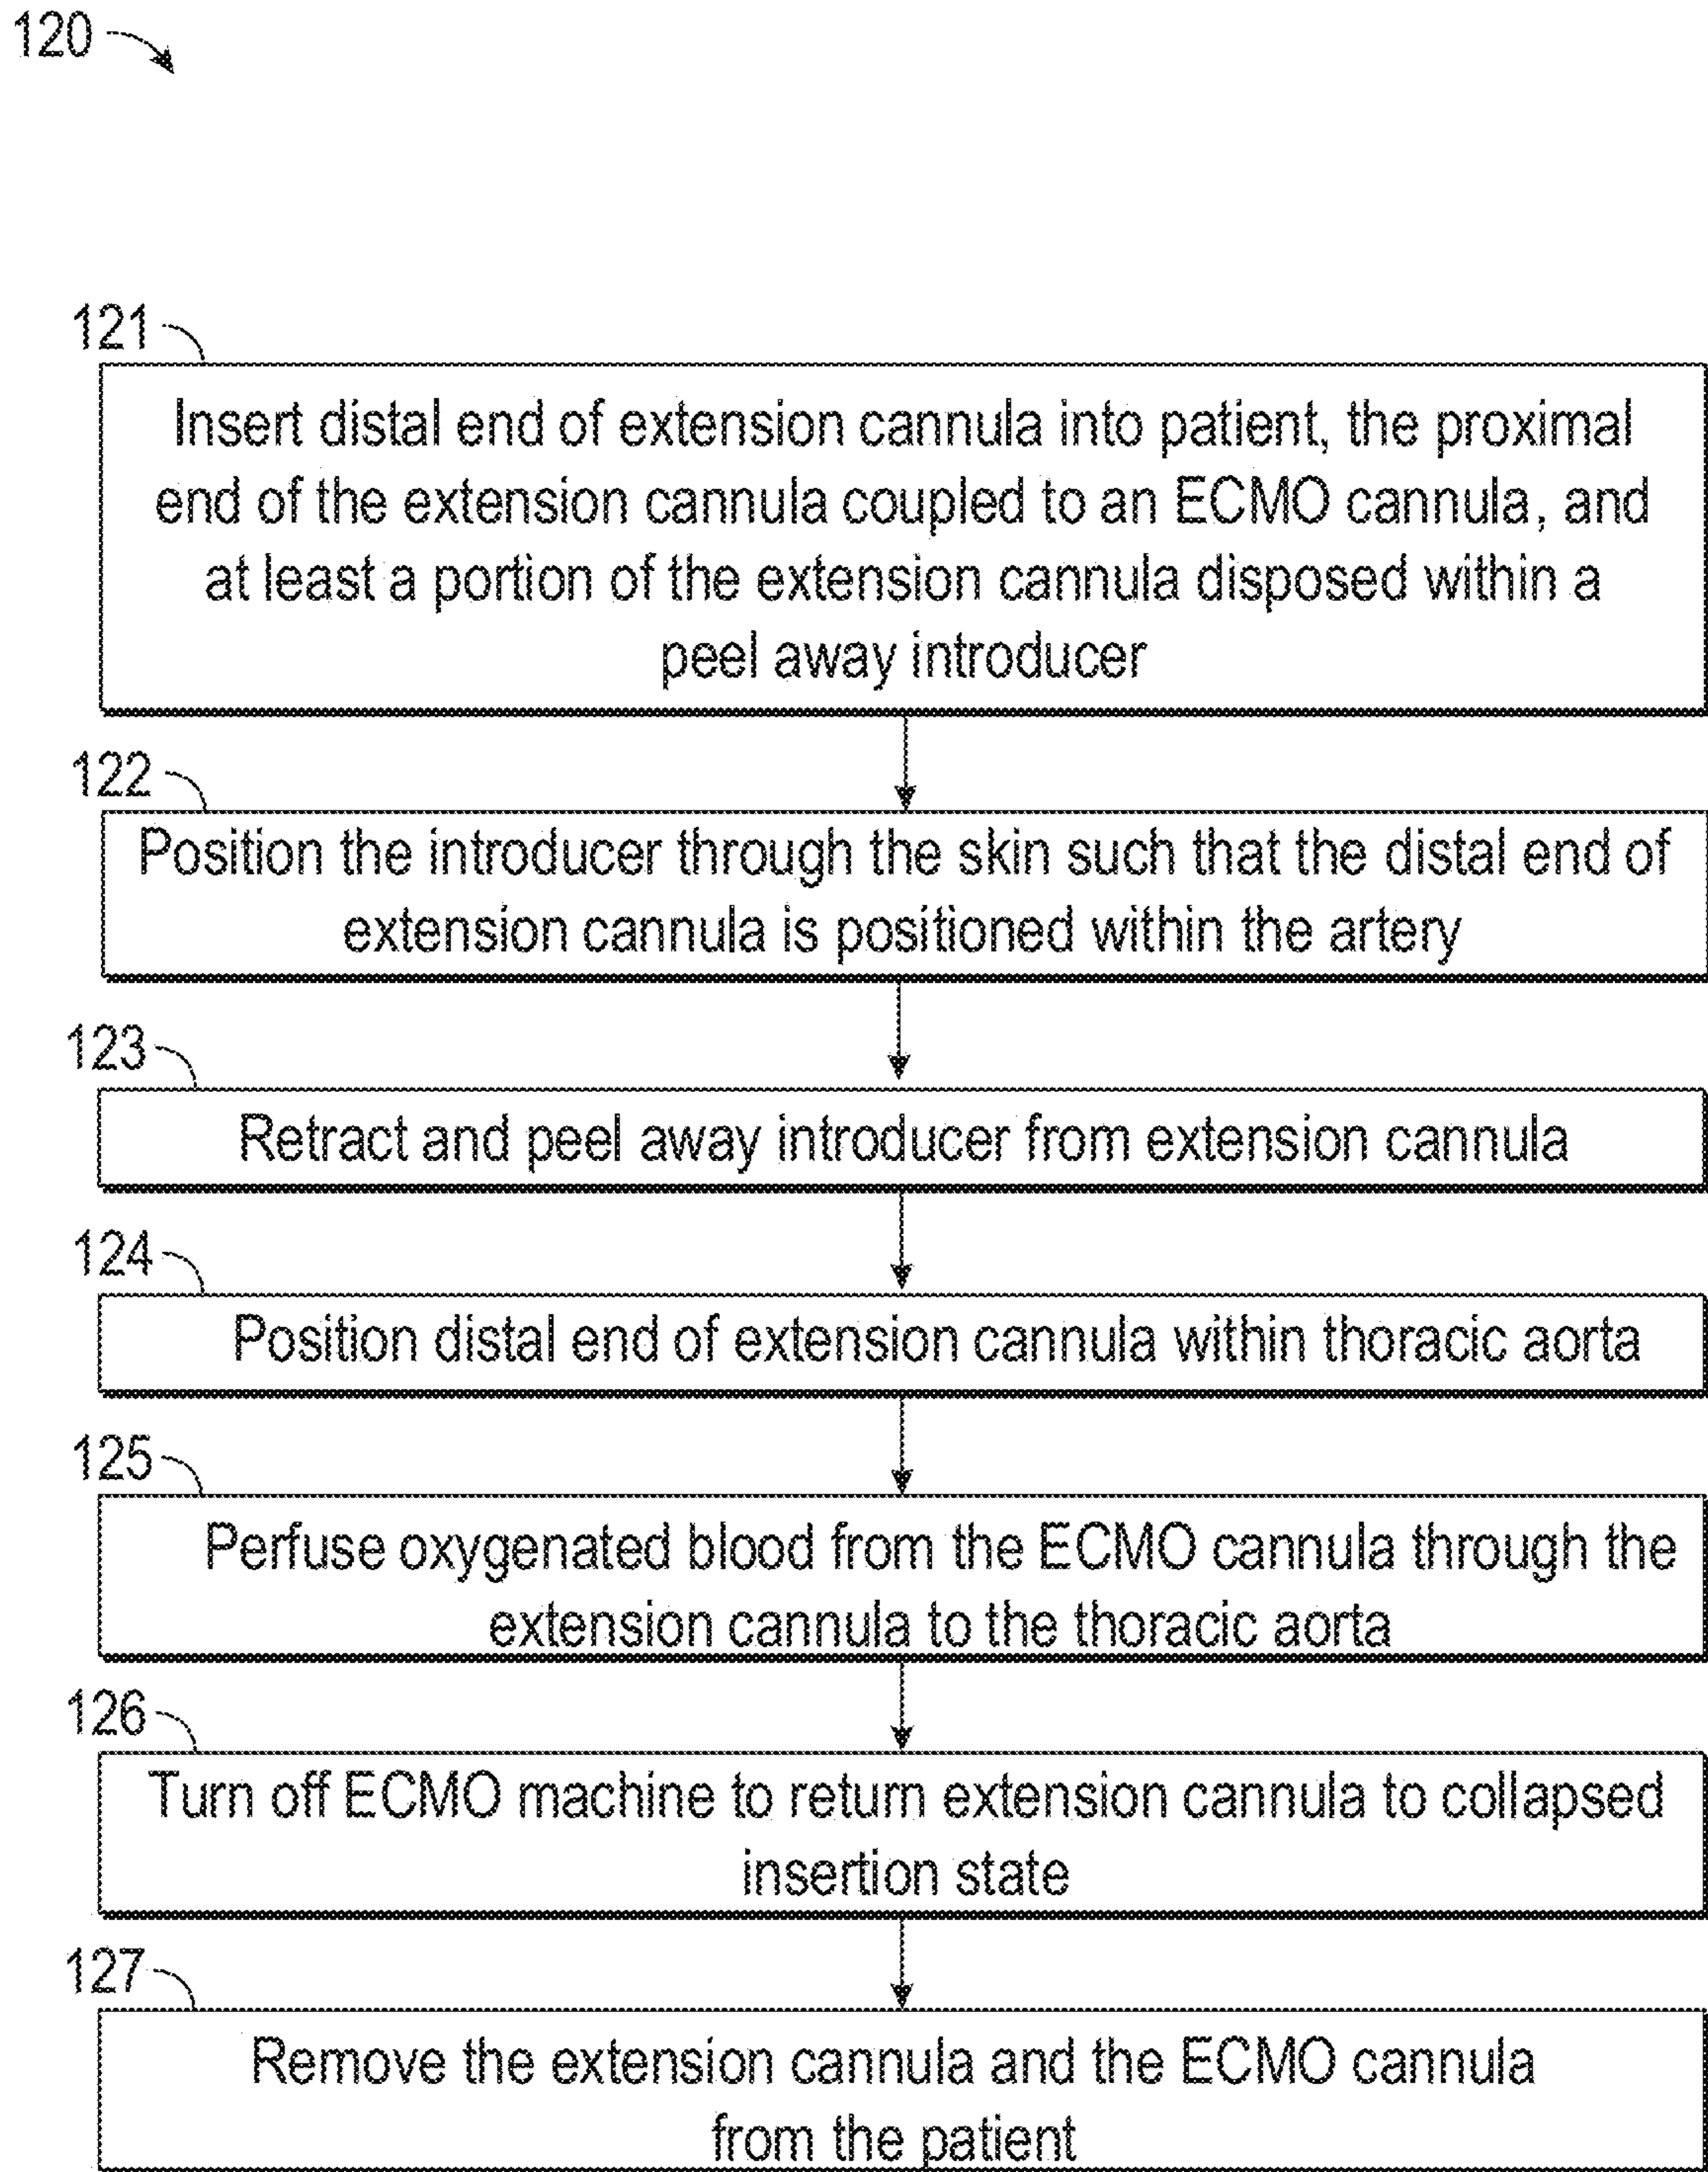 120
121
Insert distal end of extension cannula into patient, the proximal
end of the extension cannula coupled to an ECMO cannula, and
at least a portion of the extension cannula disposed within a
peel away introducer
122
Position the introducer through the skin such that the distal end of
extension cannula is positioned within the artery
123
Retract and peel away introducer from extension cannula
124
Position distal end of extension cannula within thoracic aorta
125
Perfuse oxygenated blood from the ECMO cannula through the
extension cannula to the thoracic aorta
126
Turn off ECMO machine to return extension cannula to collapsed
insertion state
127
Remove the extension cannula and the ECMO cannula
from the patient